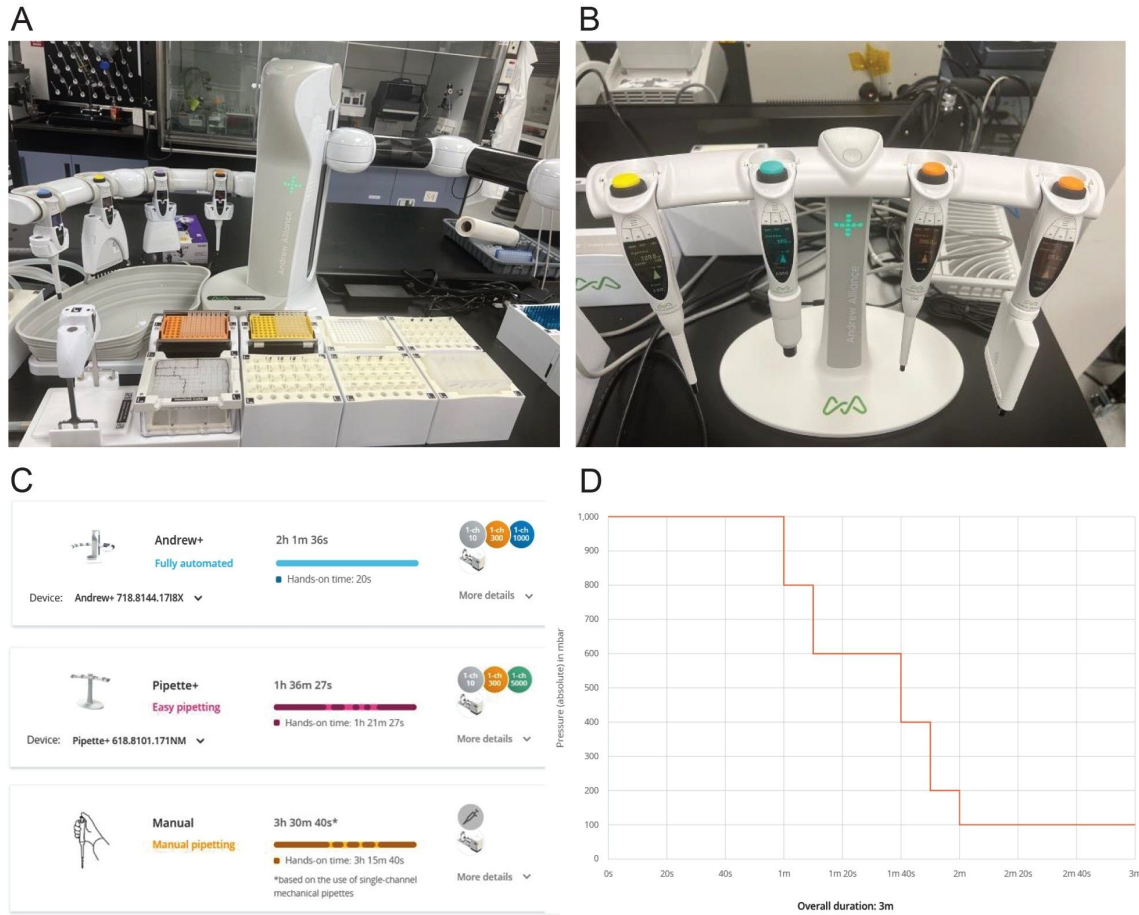 A
B
Andrew Alliance
Andrew Alliance
C
Andrew+
Fully automated
2h 1m 36s
Hands-on time: 20s
1-ch 10
1-ch 300
1-ch 1000
More details
Device: Andrew+ 718.8144.17I8X
Pipette+
Easy pipetting
1h 36m 27s
Hands-on time: 1h 21m 27s
1-ch 10
1-ch 300
1-ch 5000
More details
Device: Pipette+ 618.8101.171NM
Manual
Manual pipetting
3h 30m 40s*
Hands-on time: 3h 15m 40s
*based on the use of single-channel
mechanical pipettes
More details
D
Pressure (absolute) in mbar
1,000
900
800
700
600
500
400
300
200
100
0
0s 20s 40s 1m 1m 20s 1m 40s 2m 2m 20s 2m 40s 3m
Overall duration: 3m